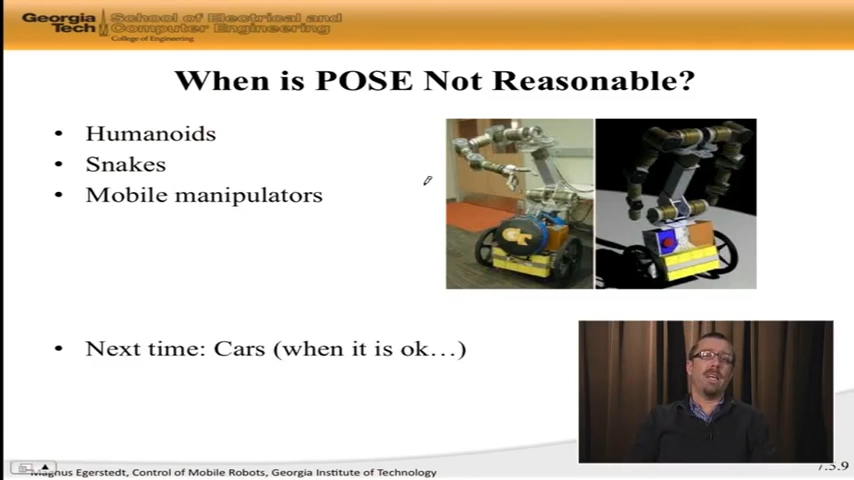 Georgia Tech
School of Electrical and
Computer Engineering
College of Engineering
When is POSE Not Reasonable?
• Humanoids
• Snakes
• Mobile manipulators
GT
• Next time: Cars (when it is ok…)
Magnus Egerstedt, Control of Mobile Robots, Georgia Institute of Technology